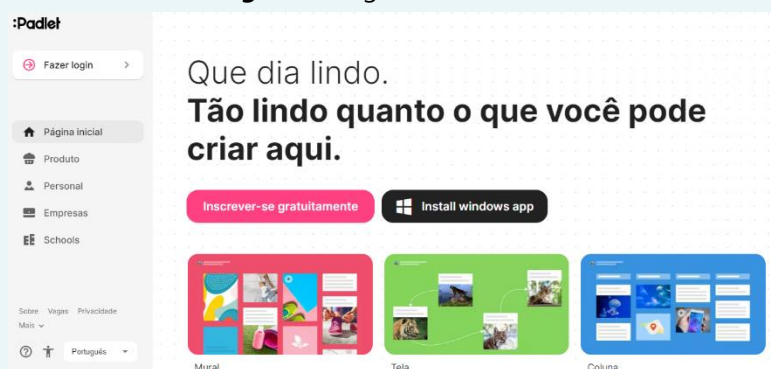 :Padlet
Fazer login
Página inicial
Produto
Personal
Empresas
Schools
Sobre Vagas Privacidade
Mais
Português
Que dia lindo.
Tão lindo quanto o que você pode
criar aqui.
Inscrever-se gratuitamente
Install windows app
Mural
Tela
Coluna